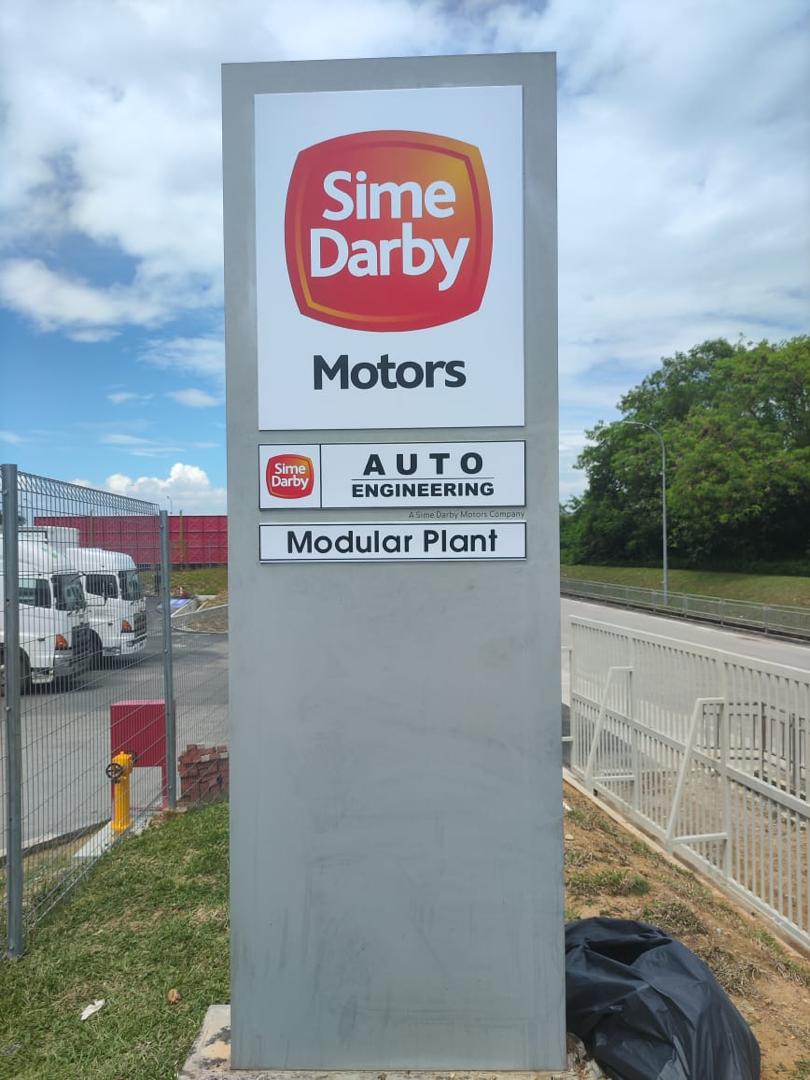 Sime
Darby
Motors
Sime
Darby
AUTO
ENGINEERING
A Sime Darby Motors Company
Modular Plant